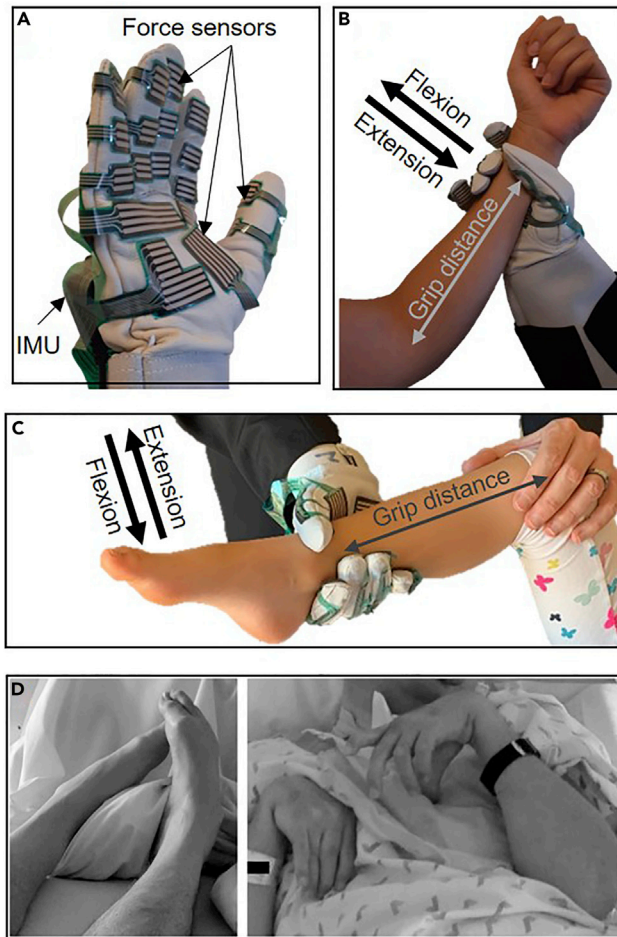 A
Force sensors
IMU
B
Flexion
Extension
Grip distance
C
Extension
Flexion
Grip distance
D